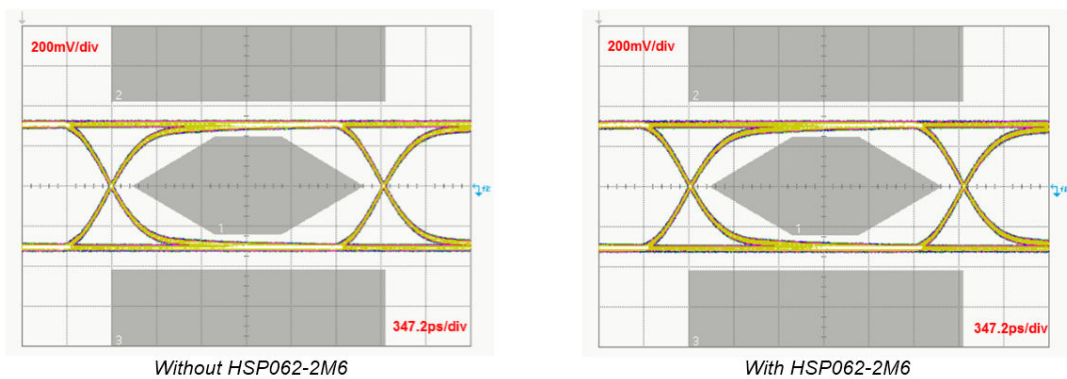 200mV/div
2
1
3
347.2ps/div
Without HSP062-2M6
200mV/div
2
1
3
347.2ps/div
With HSP062-2M6